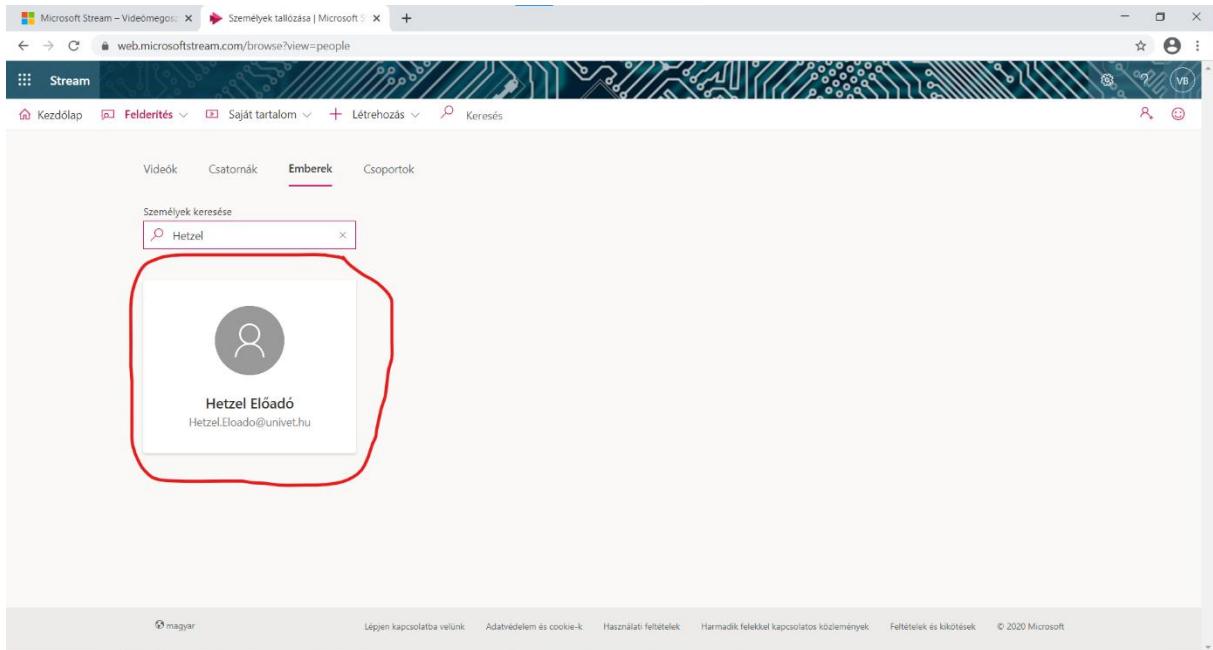 Microsoft Stream – Videómegosz
Személyek tallózása | Microsoft S
web.microsoftstream.com/browse?view=people
Stream
VB
Kezdőlap Felderítés Saját tartalom Létrehozás Keresés
Videók Csatornák Emberek Csoportok
Személyek keresése
Hetzel
Hetzel Előadó
Hetzel.Eloado@univet.hu
magyar Lépjen kapcsolatba velünk Adatvédelem és cookie-k Használati feltételek Harmadik felekkel kapcsolatos közlemények Feltételek és kikötések © 2020 Microsoft